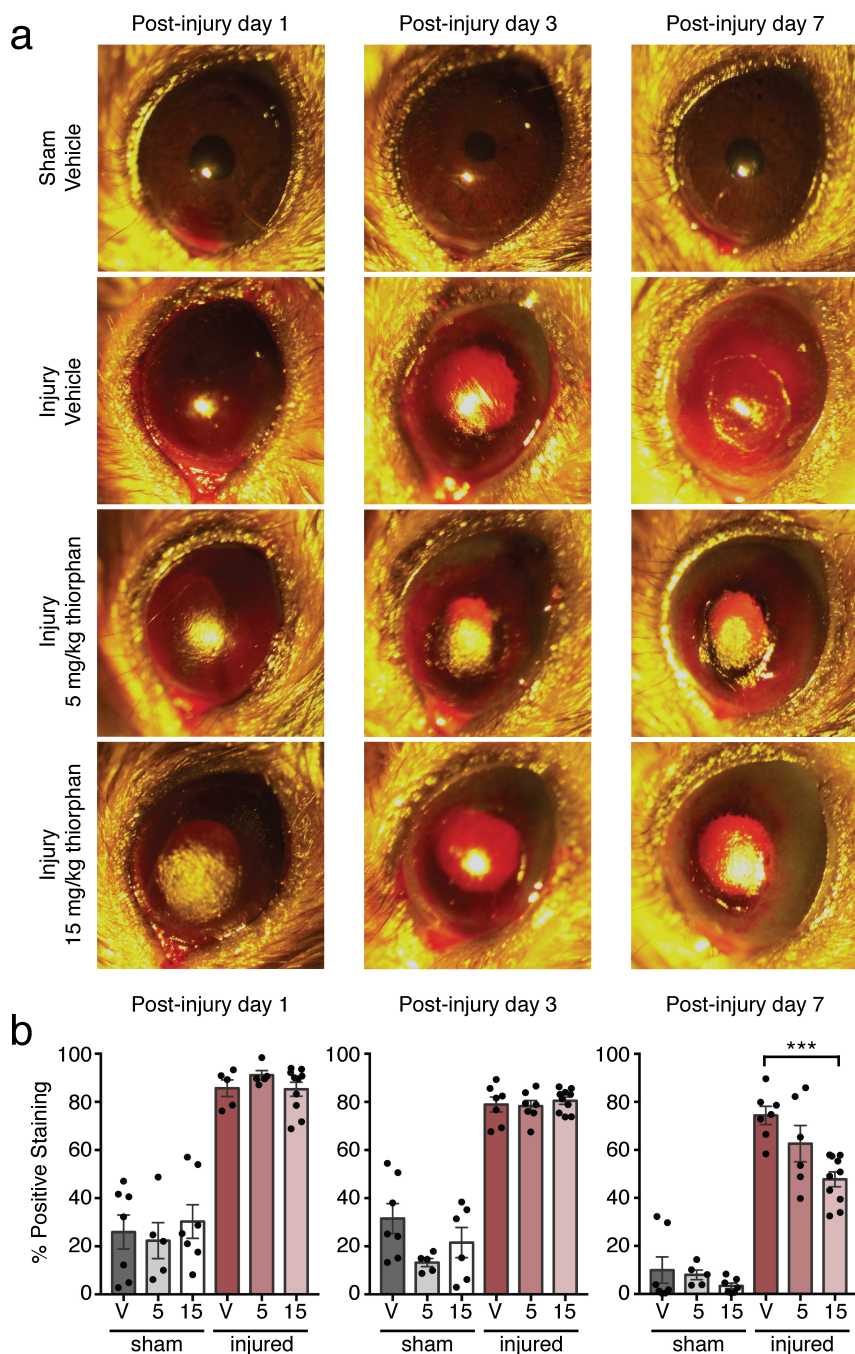 a
Post-injury day 1
Post-injury day 3
Post-injury day 7
Sham
Vehicle
Injury
Vehicle
Injury
5 mg/kg thiorphan
Injury
15 mg/kg thiorphan
b
Post-injury day 1
Post-injury day 3
Post-injury day 7
% Positive Staining
100
80
60
40
20
0
V 5 15 V 5 15
sham injured
100
80
60
40
20
0
V 5 15 V 5 15
sham injured
***
100
80
60
40
20
0
V 5 15 V 5 15
sham injured